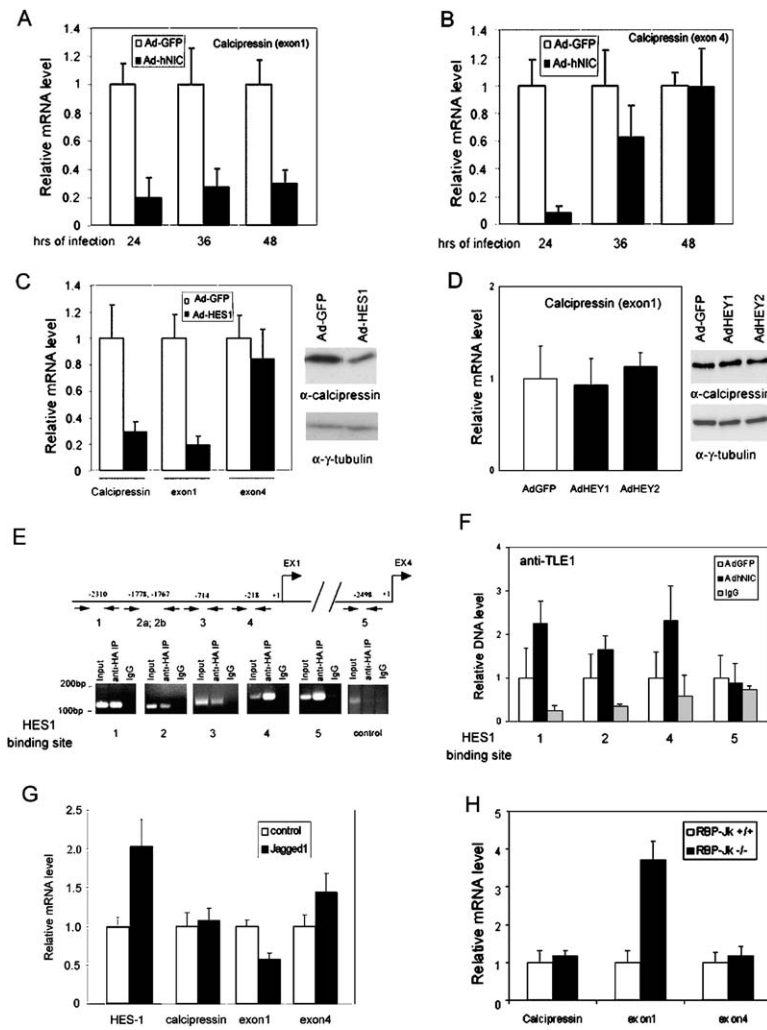 A
Ad-GFP
Ad-hNIC
Calcipressin (exon1)
Relative mRNA level
1.4
1.2
1
0.8
0.6
0.4
0.2
0
hrs of infection 24 36 48
B
Ad-GFP
Ad-hNIC
Calcipressin (exon 4)
Relative mRNA level
1.4
1.2
1
0.8
0.6
0.4
0.2
0
hrs of infection 24 36 48
C
Ad-GFP
Ad-HES1
Relative mRNA level
1.4
1.2
1
0.8
0.6
0.4
0.2
0
Calcipressin exon1 exon4
Ad-GFP
Ad-HES1
α-calcipressin
α-γ-tubulin
D
Calcipressin (exon1)
Relative mRNA level
2
1
0
AdGFP AdHEY1 AdHEY2
Ad-GFP
AdHEY1
AdHEY2
α-calcipressin
α-γ-tubulin
E
EX1
EX4
-2310 -1778, -1767 -714 -218 +1 -2498 +1
1 2a; 2b 3 4 5
Input anti-HA IP IgG
Input anti-HA IP IgG
Input anti-HA IP IgG
Input anti-HA IP IgG
Input anti-HA IP IgG
Input anti-HA IP IgG
200bp
100bp
HES1
binding site
1 2 3 4 5 control
F
anti-TLE1
AdGFP
AdhNIC
IgG
Relative DNA level
4
3
2
1
0
HES1
binding site
1 2 4 5
G
control
Jagged1
Relative mRNA level
2.5
2.0
1.5
1.0
0.5
0.0
HES-1 calcipressin exon1 exon4
H
RBP-Jk +/+
RBP-Jk -/-
Relative mRNA level
5
4
3
2
1
0
Calcipressin exon1 exon4